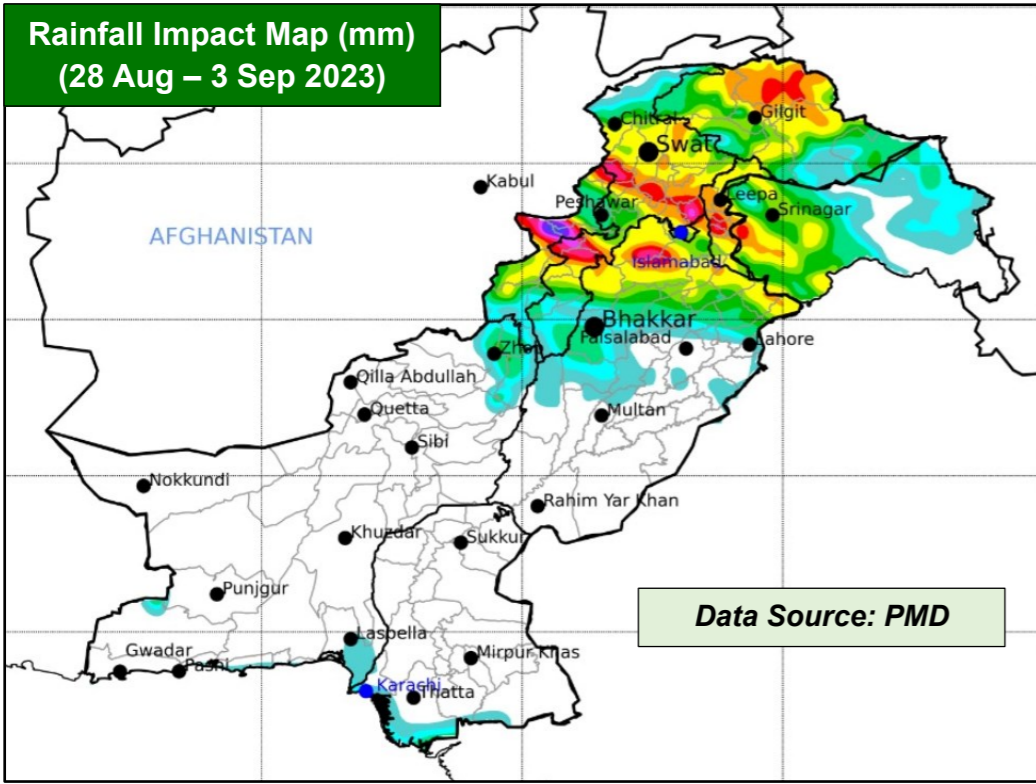 Rainfall Impact Map (mm)
(28 Aug – 3 Sep 2023)
Chitral
Gilgit
Swat
Kabul
Leepa
Peshawar
Srinagar
AFGHANISTAN
Islamabad
Bhakkar
Faisalabad
Lahore
Zhob
Qilla Abdullah
Quetta
Multan
Sibi
Nokkundi
Rahim Yar Khan
Khuzdar
Sukkur
Punjgur
Data Source: PMD
Lasbella
Gwadar
Mirpur Khas
Pasni
Karachi
Thatta